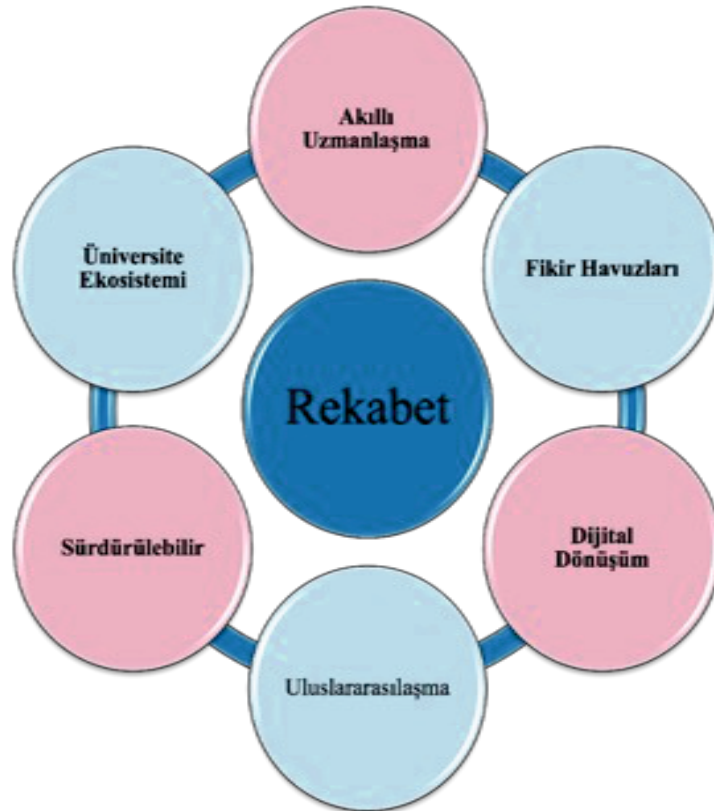 Akıllı
Uzmanlaşma
Üniversite
Ekosistemi
Fikir Havuzları
Rekabet
Sürdürülebilir
Dijital
Dönüşüm
Uluslararasılaşma